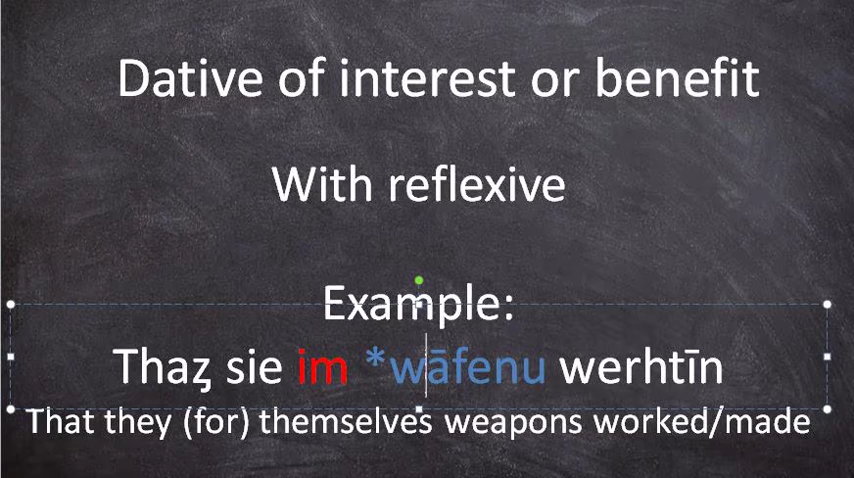 Dative of interest or benefit
With reflexive
Example:
Thaʒ sie im *wāfenu werhtīn
That they (for) themselves weapons worked/made